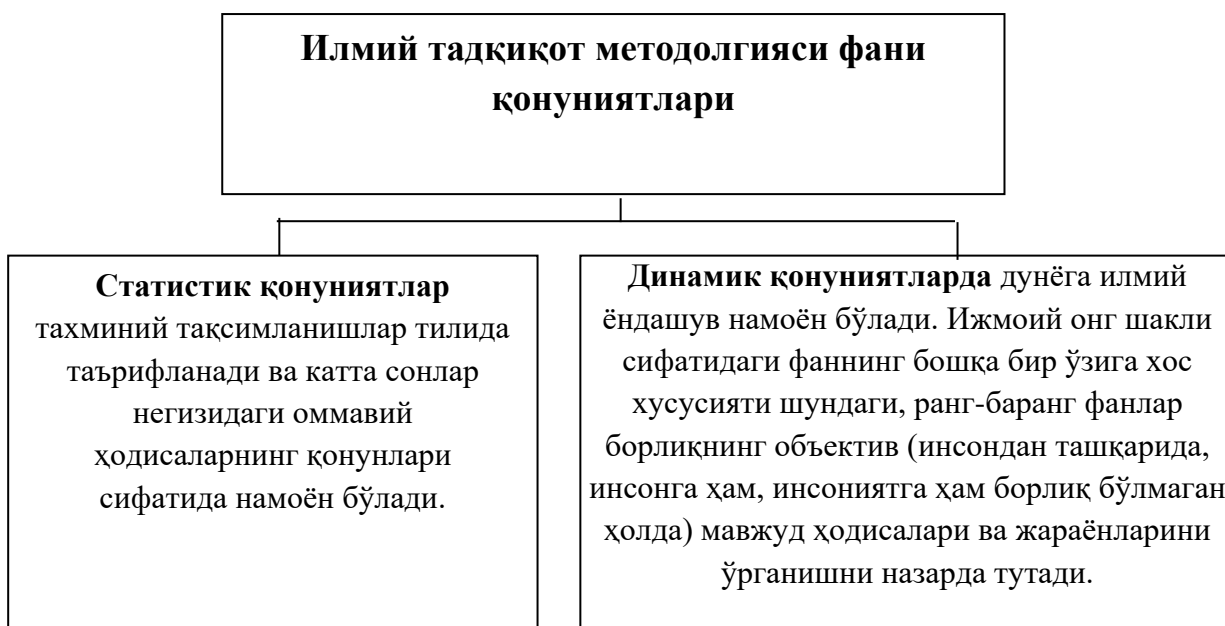 Илмий тадқиқот методолгияси фани
қонуниятлари
Статистик қонуниятлар
тахминий тақсимланишлар тилида
таърифланади ва катта сонлар
негизидаги оммавий
ҳодисаларнинг қонунлари
сифатида намоён бўлади.
Динамик қонуниятларда дунёга илмий
ёндашув намоён бўлади. Ижмоий онг шакли
сифатидаги фаннинг бошқа бир ўзига хос
хусусияти шундаги, ранг-баранг фанлар
борлиқнинг объектив (инсондан ташқарида,
инсонга ҳам, инсониятга ҳам борлиқ бўлмаган
ҳолда) мавжуд ҳодисалари ва жараёнларини
ўрганишни назарда тутади.